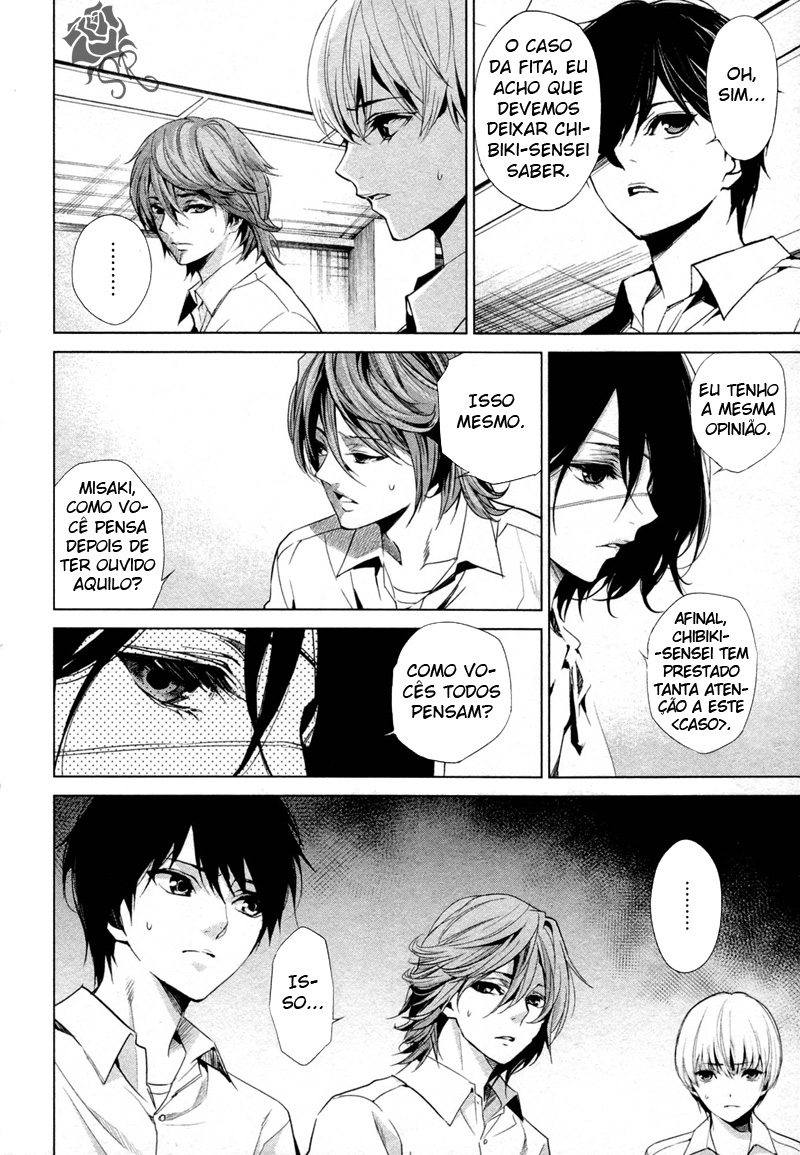 OH,
SIM...
O CASO
DA FITA, EU
ACHO QUE
DEVEMOS
DEIXAR CHI-
BIKI-SENSEI
SABER.
........
EU TENHO
A MESMA
OPINIÃO.
AFINAL,
CHIBIKI-
-SENSEI TEM
PRESTADO
TANTA ATEN-
ÇÃO A ESTE
<CASO>.
ISSO
MESMO.
MISAKI,
COMO VO-
CÊ PENSA
DEPOIS DE
TER OUVIDO
AQUILO?
COMO VO-
CÊS TODOS
PENSAM?
........
IS-
SO...